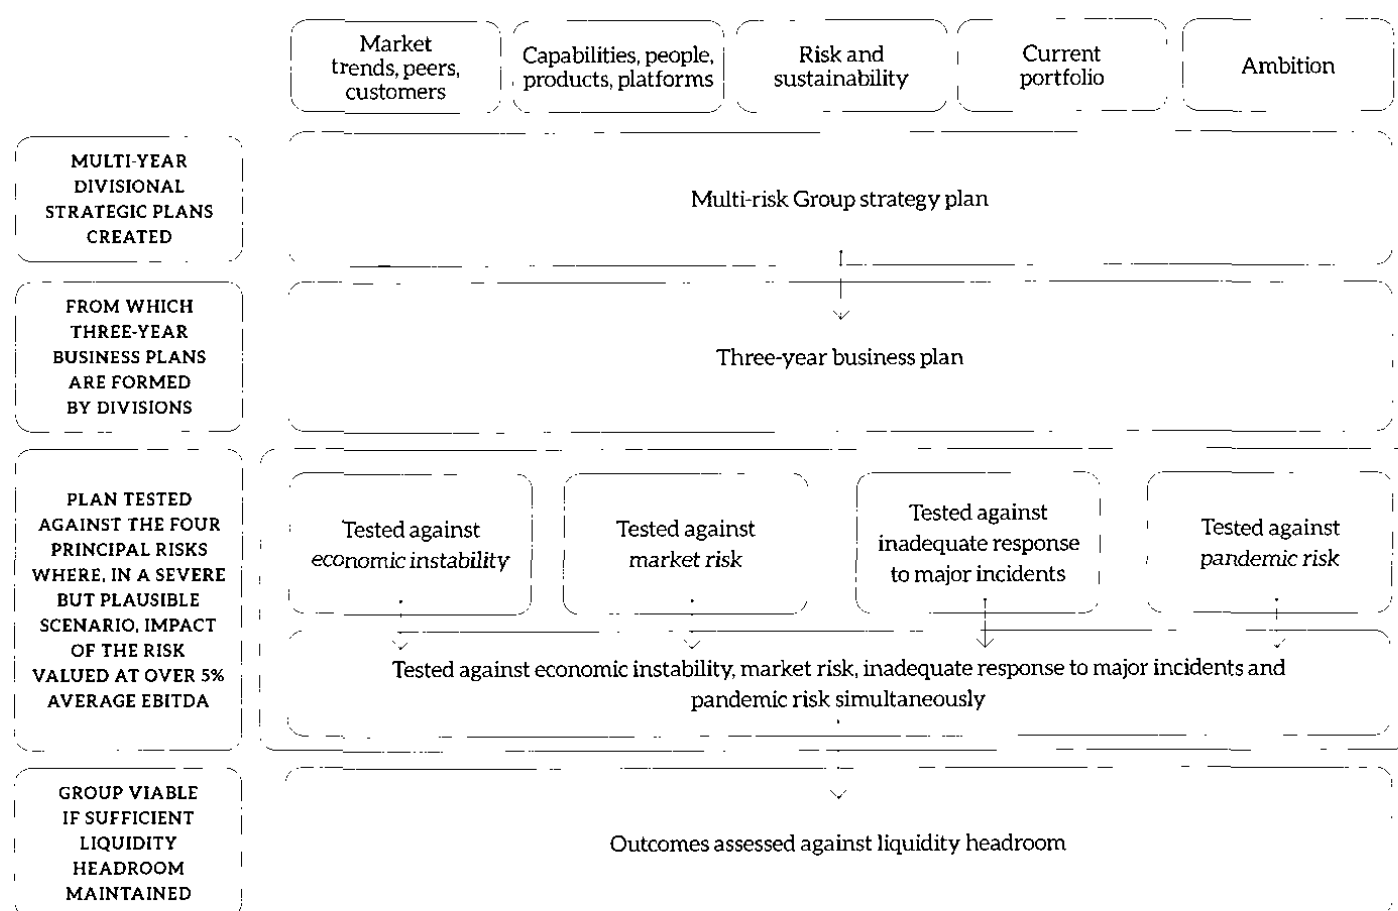 Market
trends, peers,
customers
Capabilities, people,
products, platforms
Risk and
sustainability
Current
portfolio
Ambition
MULTI-YEAR
DIVISIONAL
STRATEGIC PLANS
CREATED
Multi-risk Group strategy plan
FROM WHICH
THREE-YEAR
BUSINESS PLANS
ARE FORMED
BY DIVISIONS
Three-year business plan
PLAN TESTED
AGAINST THE FOUR
PRINCIPAL RISKS
WHERE, IN A SEVERE
BUT PLAUSIBLE
SCENARIO, IMPACT
OF THE RISK
VALUED AT OVER 5%
AVERAGE EBITDA
Tested against
economic instability
Tested against
market risk
Tested against
inadequate response
to major incidents
Tested against
pandemic risk
Tested against economic instability, market risk, inadequate response to major incidents and
pandemic risk simultaneously
GROUP VIABLE
IF SUFFICIENT
LIQUIDITY
HEADROOM
MAINTAINED
Outcomes assessed against liquidity headroom